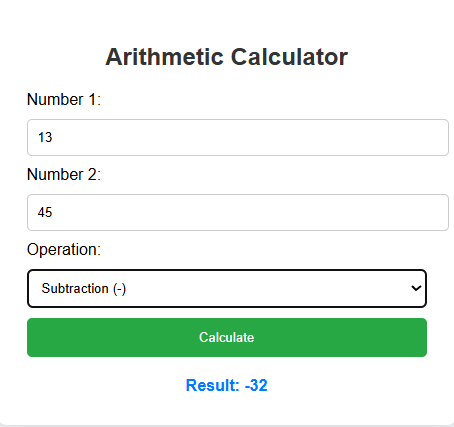 Arithmetic Calculator
Number 1:
13
Number 2:
45
Operation:
Subtraction (-)
Calculate
Result: -32